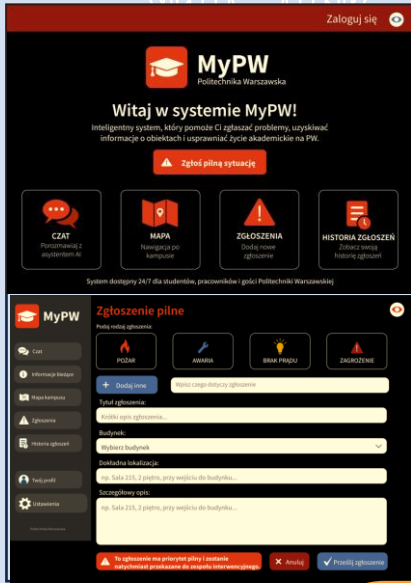 Zaloguj się
MyPW
Politechnika Warszawska
Witaj w systemie MyPW!
Inteligentny system, który pomoże Ci zgłaszać problemy, uzyskiwać
informacje o obiektach i usprawniać życie akademickie na PW.
Zgłoś pilną sytuację
CZAT
Porozmawiaj z
asystentem AI
MAPA
Nawigacja po
kampusie
ZGŁOSZENIA
Dodaj nowe
zgłoszenie
HISTORIA ZGŁOSZEŃ
Zobacz swoją
historię zgłoszeń
System dostępny 24/7 dla studentów, pracowników i gości Politechniki Warszawskiej
MyPW
Czat
Informacje bieżące
Mapa kampusu
Zgłoszenia
Historia zgłoszeń
Twój profil
Ustawienia
Politechnika Warszawska
Zgłoszenie pilne
Podaj rodzaj zgłoszenia:
POŻAR
AWARIA
BRAK PRĄDU
ZAGROŻENIE
+ Dodaj inne
Wpisz czego dotyczy zgłoszenie
Tytuł zgłoszenia:
Krótki opis zgłoszenia...
Budynek:
Wybierz budynek
Dokładna lokalizacja:
np. Sala 215, 2 piętro, przy wejściu do budynku...
Szczegółowy opis:
np. Sala 215, 2 piętro, przy wejściu do budynku...
To zgłoszenie ma priorytet pilny i zostanie
natychmiast przekazane do zespołu interwencyjnego.
Anuluj
Prześlij zgłoszenie